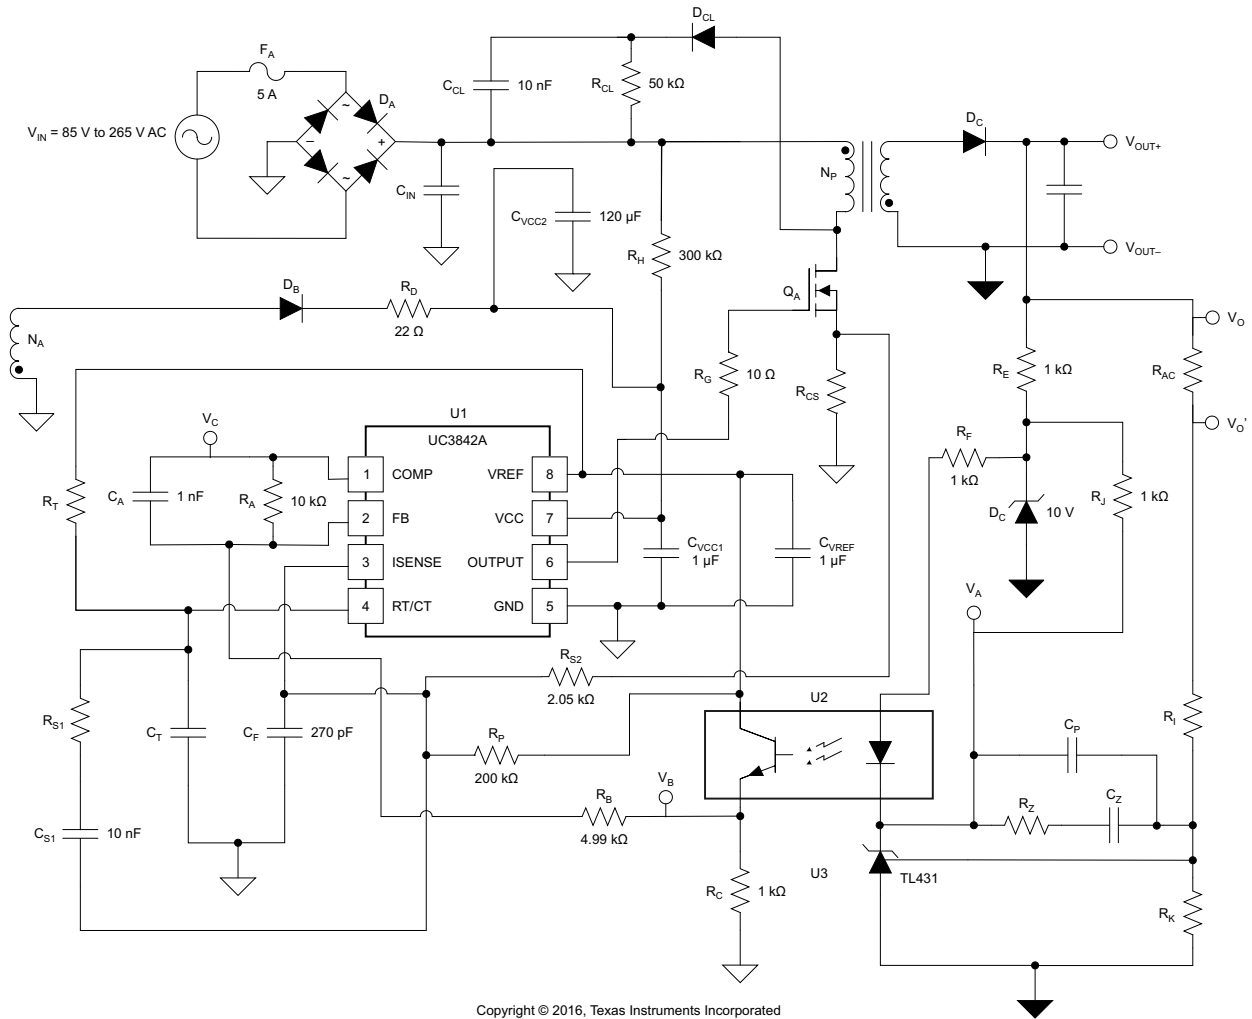 D_CL
F_A
5 A
V_IN = 85 V to 265 V AC
~
D_A
–
+
~
C_CL
10 nF
R_CL
50 kΩ
C_IN
N_P
D_C
V_OUT+
V_OUT–
C_VCC2
120 µF
R_H
300 kΩ
Q_A
D_B
R_D
22 Ω
N_A
R_G
10 Ω
R_CS
R_E
1 kΩ
R_AC
V_O
V_O'
V_C
U1
UC3842A
1
COMP
2
FB
3
ISENSE
4
RT/CT
VREF
8
VCC
7
OUTPUT
6
GND
5
R_T
C_A
1 nF
R_A
10 kΩ
C_VCC1
1 µF
C_VREF
1 µF
R_F
1 kΩ
D_C
10 V
R_J
1 kΩ
V_A
R_S2
2.05 kΩ
R_S1
C_T
C_F
270 pF
R_P
200 kΩ
U2
C_P
R_I
V_B
R_B
4.99 kΩ
R_Z
C_Z
C_S1
10 nF
R_C
1 kΩ
U3
TL431
R_K
Copyright © 2016, Texas Instruments Incorporated